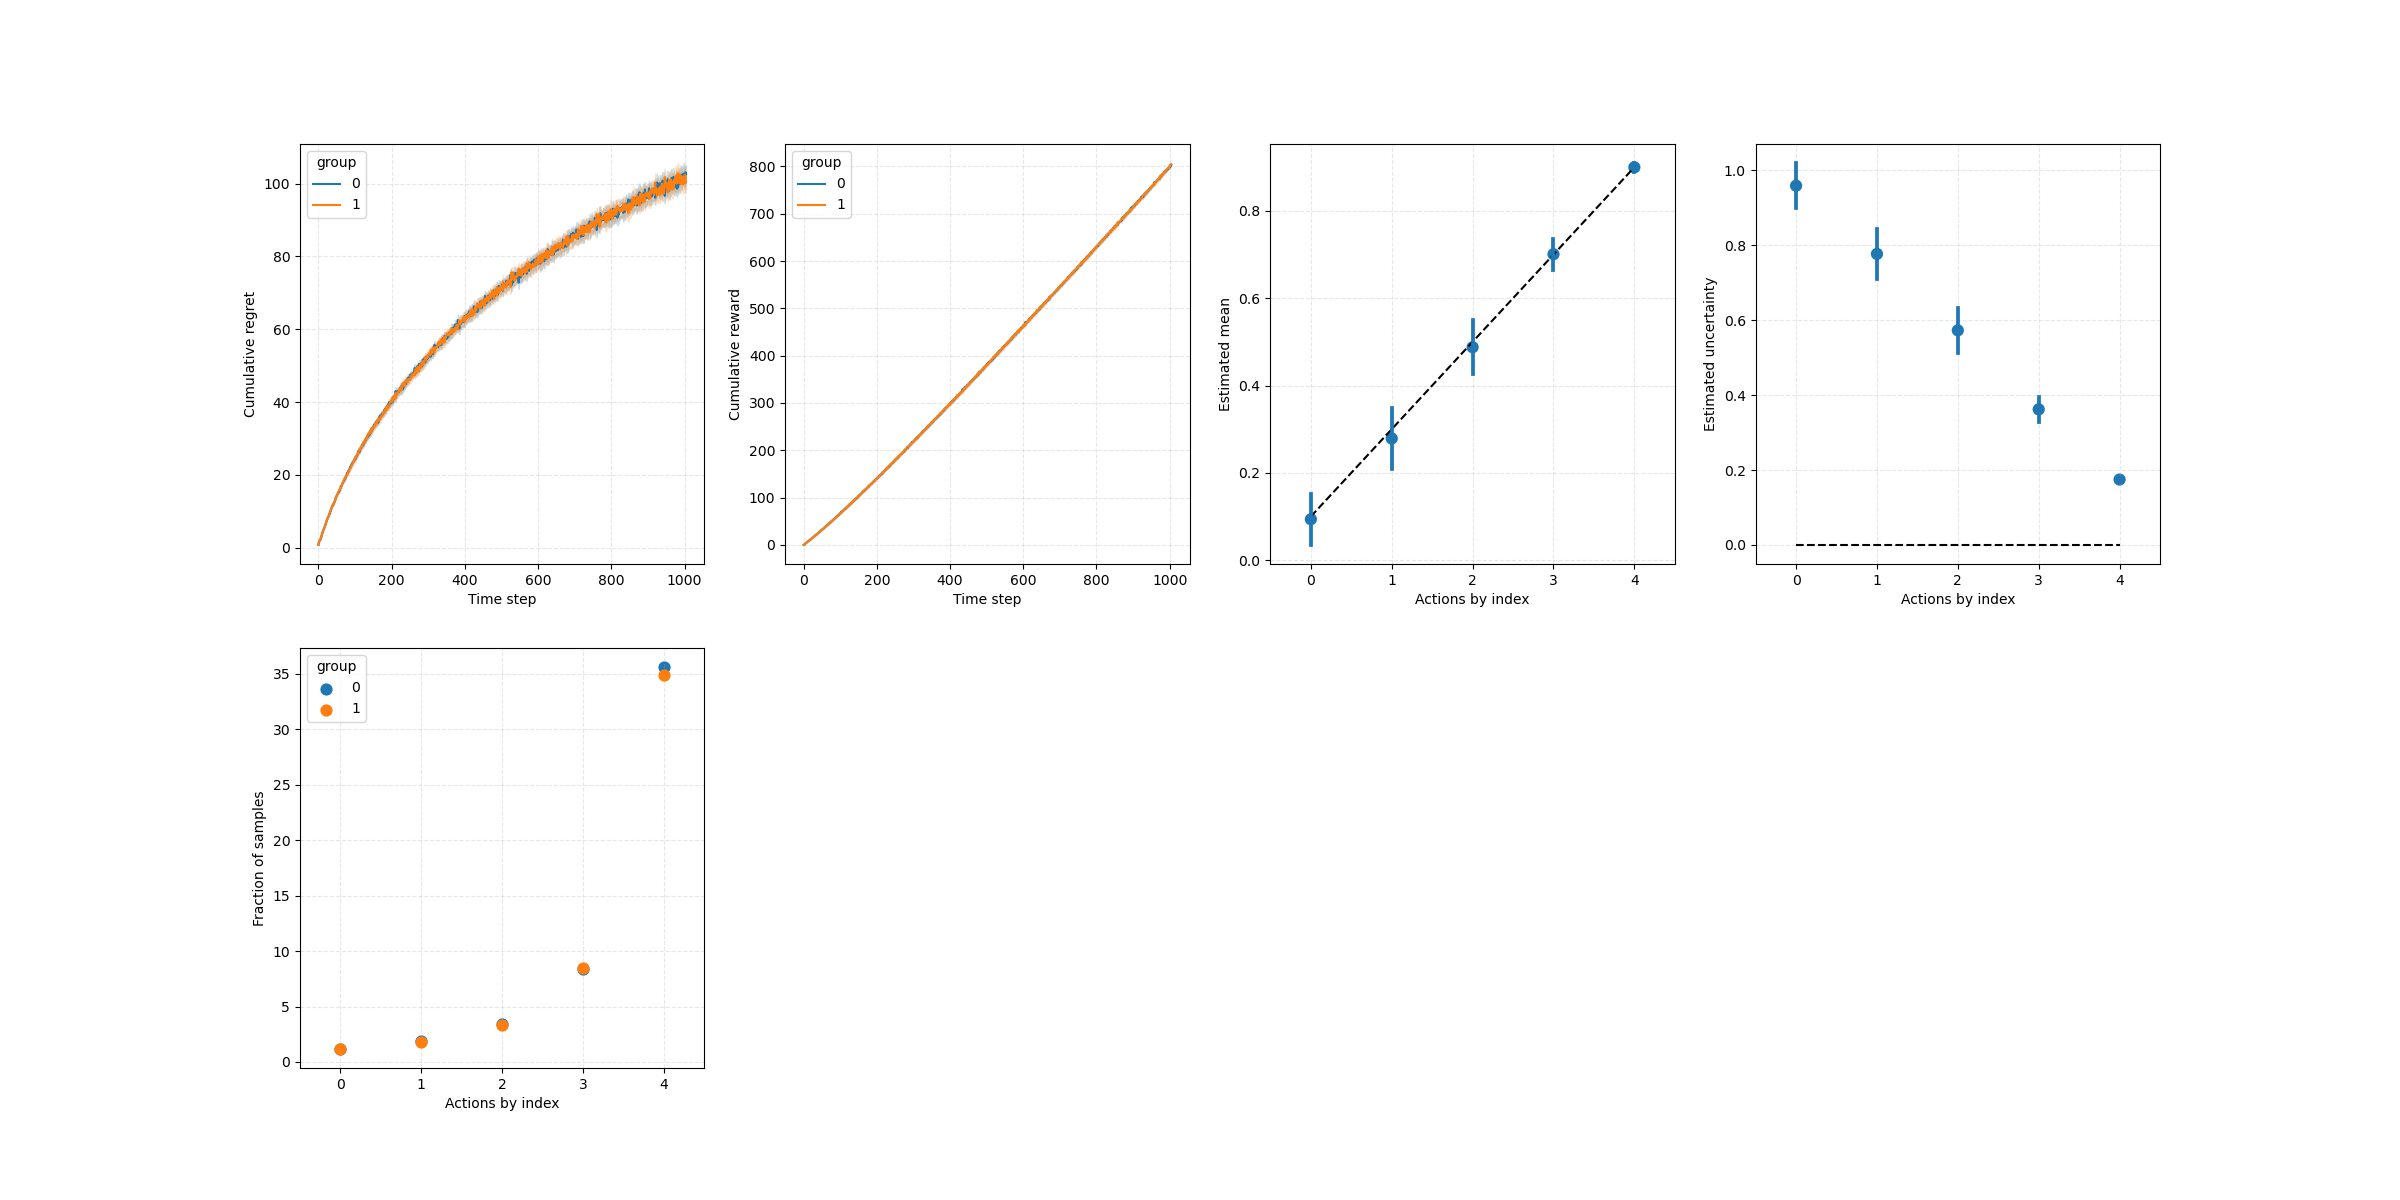 group
0
1
100
80
60
40
20
0
Cumulative regret
0 200 400 600 800 1000
Time step
group
0
1
800
700
600
500
400
300
200
100
0
Cumulative reward
0 200 400 600 800 1000
Time step
0.8
0.6
0.4
0.2
0.0
Estimated mean
0 1 2 3 4
Actions by index
1.0
0.8
0.6
0.4
0.2
0.0
Estimated uncertainty
0 1 2 3 4
Actions by index
group
0
1
35
30
25
20
15
10
5
0
Fraction of samples
0 1 2 3 4
Actions by index